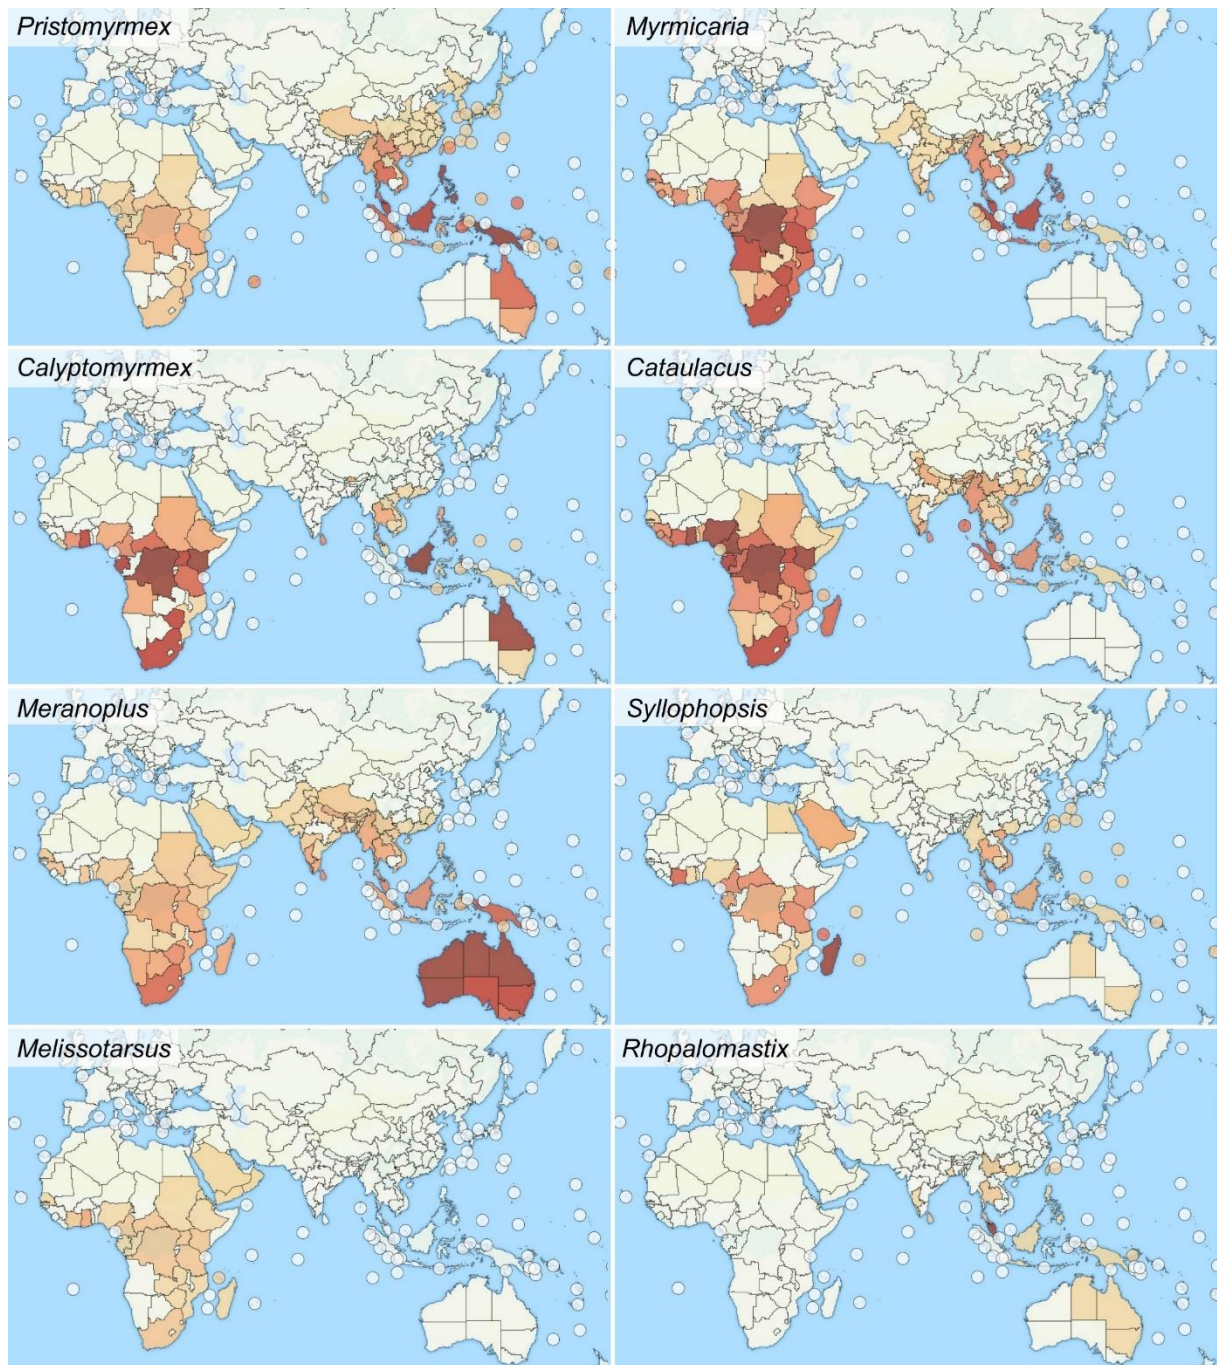 Pristomyrmex
Myrmicaria
Calyptomyrmex
Cataulacus
Meranoplus
Syllophopsis
Melissotarsus
Rhopalomastix